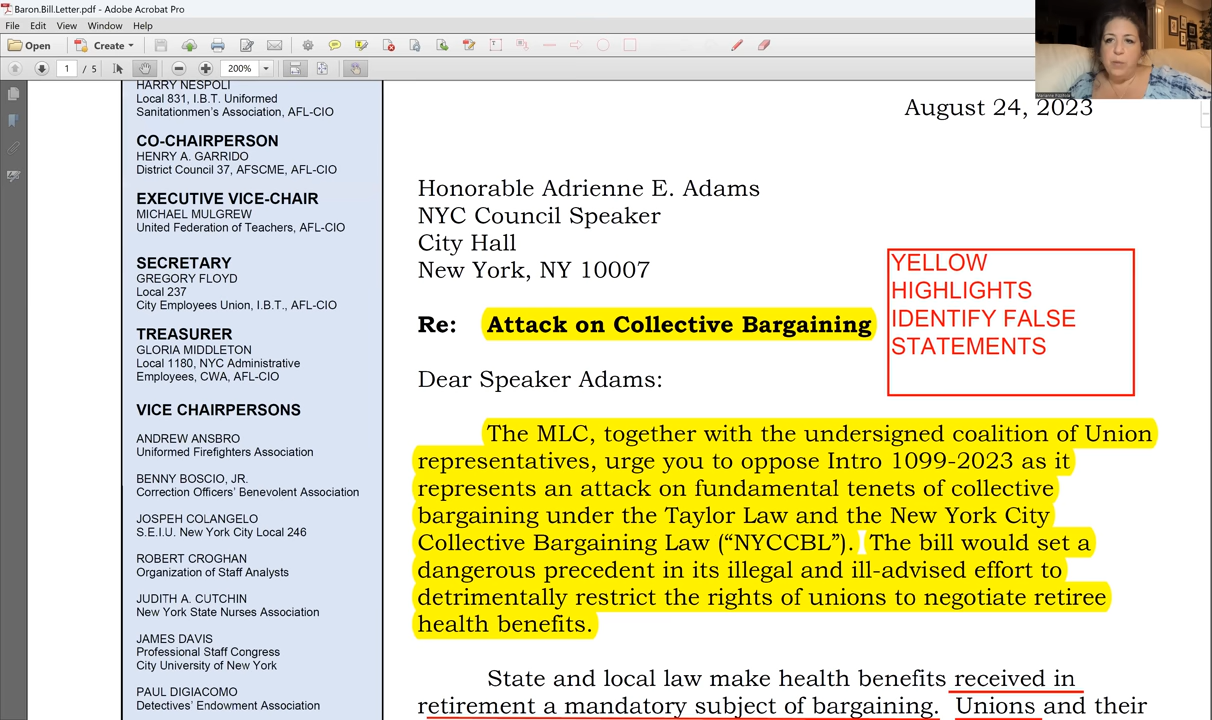 Baron.Bill.Letter.pdf - Adobe Acrobat Pro
File Edit View Window Help
Open Create
1 / 5 200%
HARRY NESPOLI
Local 831, I.B.T. Uniformed
Sanitationmen's Association, AFL-CIO
CO-CHAIRPERSON
HENRY A. GARRIDO
District Council 37, AFSCME, AFL-CIO
EXECUTIVE VICE-CHAIR
MICHAEL MULGREW
United Federation of Teachers, AFL-CIO
SECRETARY
GREGORY FLOYD
Local 237
City Employees Union, I.B.T., AFL-CIO
TREASURER
GLORIA MIDDLETON
Local 1180, NYC Administrative
Employees, CWA, AFL-CIO
VICE CHAIRPERSONS
ANDREW ANSBRO
Uniformed Firefighters Association
BENNY BOSCIO, JR.
Correction Officers' Benevolent Association
JOSPEH COLANGELO
S.E.I.U. New York City Local 246
ROBERT CROGHAN
Organization of Staff Analysts
JUDITH A. CUTCHIN
New York State Nurses Association
JAMES DAVIS
Professional Staff Congress
City University of New York
PAUL DIGIACOMO
Detectives' Endowment Association
August 24, 2023
Honorable Adrienne E. Adams
NYC Council Speaker
City Hall
New York, NY 10007
YELLOW
HIGHLIGHTS
IDENTIFY FALSE
STATEMENTS
Re: Attack on Collective Bargaining
Dear Speaker Adams:
The MLC, together with the undersigned coalition of Union
representatives, urge you to oppose Intro 1099-2023 as it
represents an attack on fundamental tenets of collective
bargaining under the Taylor Law and the New York City
Collective Bargaining Law (“NYCCBL”). The bill would set a
dangerous precedent in its illegal and ill-advised effort to
detrimentally restrict the rights of unions to negotiate retiree
health benefits.
State and local law make health benefits received in
retirement a mandatory subject of bargaining. Unions and their